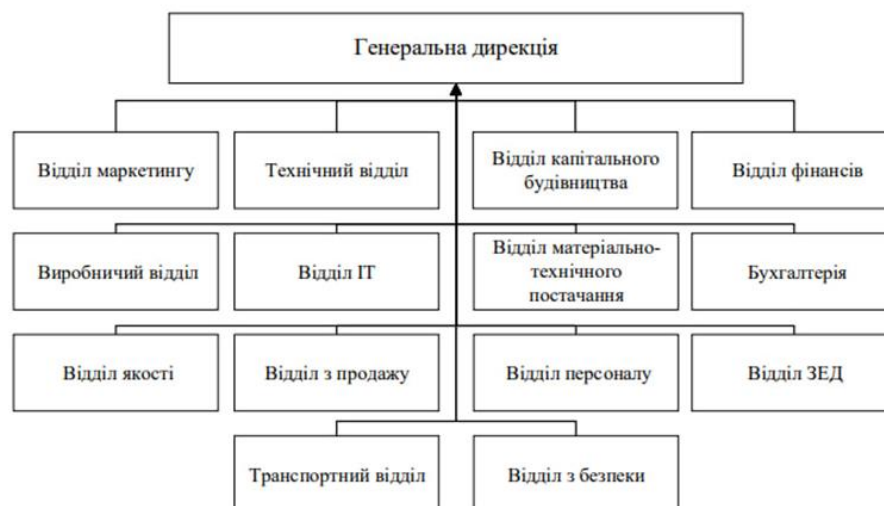 Генеральна дирекція
Відділ маркетингу
Технічний відділ
Відділ капітального
будівництва
Відділ фінансів
Виробничий відділ
Відділ ІТ
Відділ матеріально-
технічного
постачання
Бухгалтерія
Відділ якості
Відділ з продажу
Відділ персоналу
Відділ ЗЕД
Транспортний відділ
Відділ з безпеки